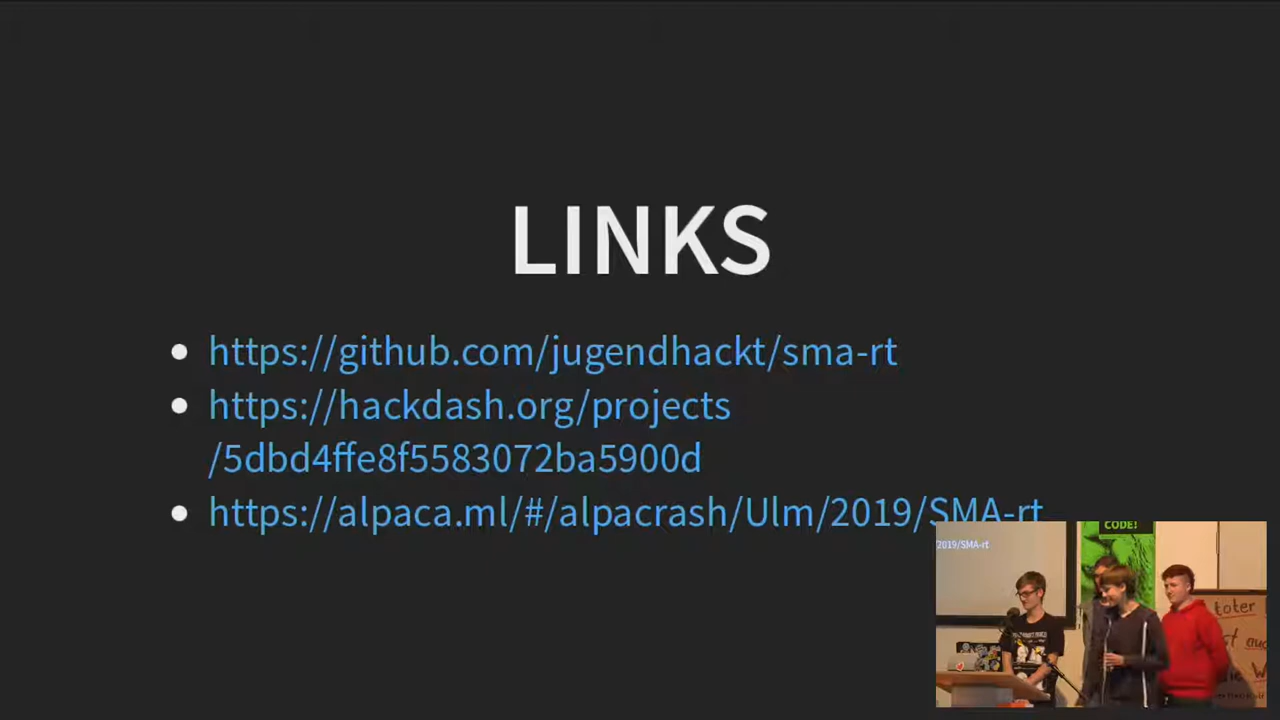 LINKS
https://github.com/jugendhackt/sma-rt
https://hackdash.org/projects
/5dbd4ffe8f5583072ba5900d
https://alpaca.ml/#/alpacrash/Ulm/2019/SMA-rt
CODE!
2019/SMA-rt
toter